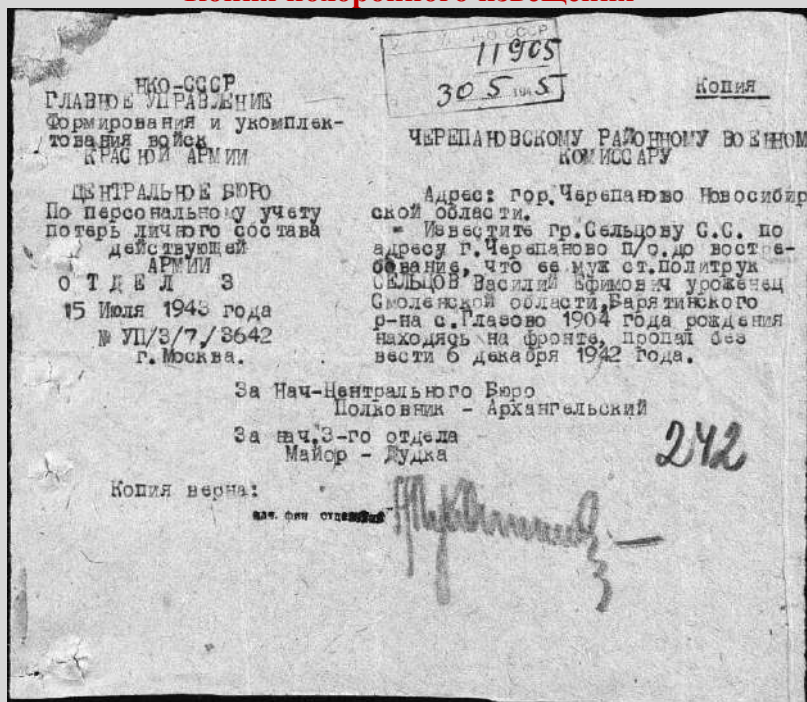 11905
30 5 1945
Копия
НКО-СССР
ГЛАВНОЕ УПРАВЛЕНИЕ
Формирования и укомплек-
тования войск
КРАСНОЙ АРМИИ
ЦЕНТРАЛЬНОЕ БЮРО
По персональному учету
потерь личного состава
действующей
АРМИИ
О Т Д Е Л 3
15 Июля 1943 года
№ УП/3/7/3642
г. Москва.
ЧЕРЕПАНОВСКОМУ РАЙОННОМУ ВОЕННОМ
КОМИССАРУ
Адрес: гор.Черепаново Новосибир
ской области.
Известите гр.Сельцову С.С. по
адресу г.Черепаново п/о.до востре-
бование, что ее муж ст.политрук
СЕЛЬЦОВ Василий Ефимович уроженец
Смоленской области,Барятинского
р-на с.Глазово 1904 года рождения
находясь на фронте, пропал без
вести 6 декабря 1942 года.
За Нач-Центрального Бюро
Полковник - Архангельский
За нач.3-го отдела
Майор - Дудка
242
Копия верна: